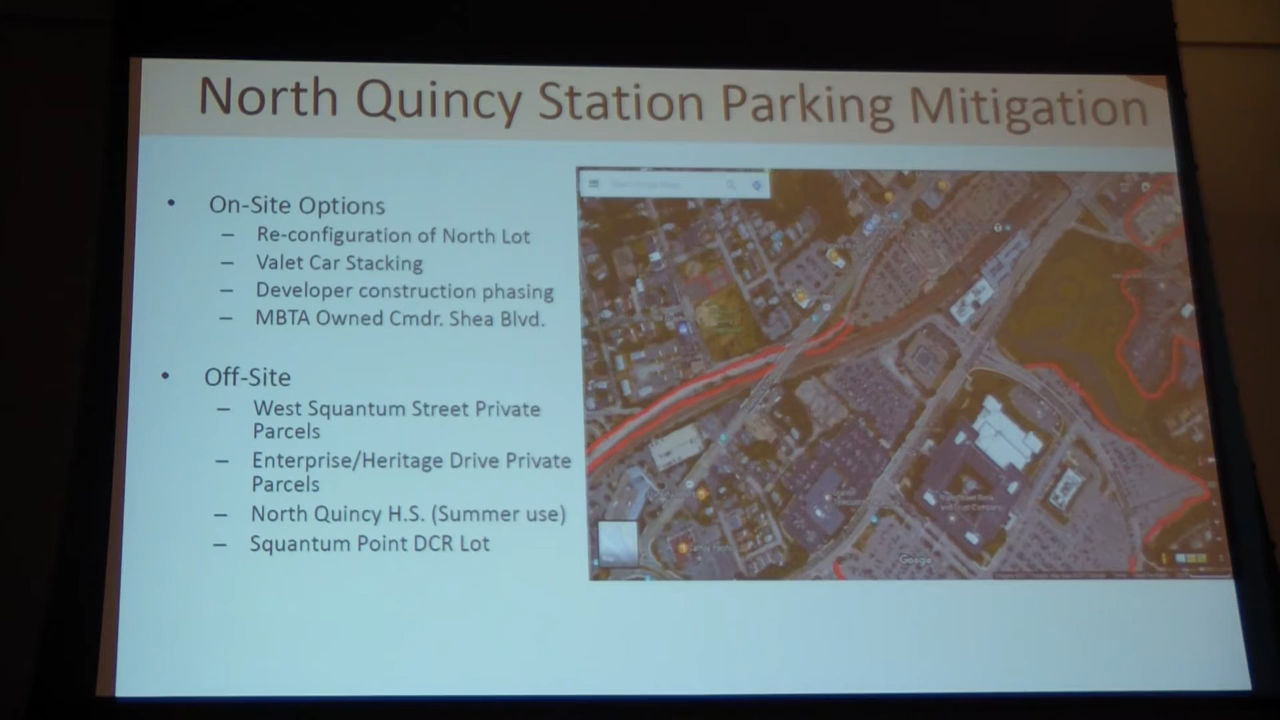 North Quincy Station Parking Mitigation
• On-Site Options
– Re-configuration of North Lot
– Valet Car Stacking
– Developer construction phasing
– MBTA Owned Cmdr. Shea Blvd.
• Off-Site
– West Squantum Street Private
Parcels
– Enterprise/Heritage Drive Private
Parcels
– North Quincy H.S. (Summer use)
– Squantum Point DCR Lot
Google